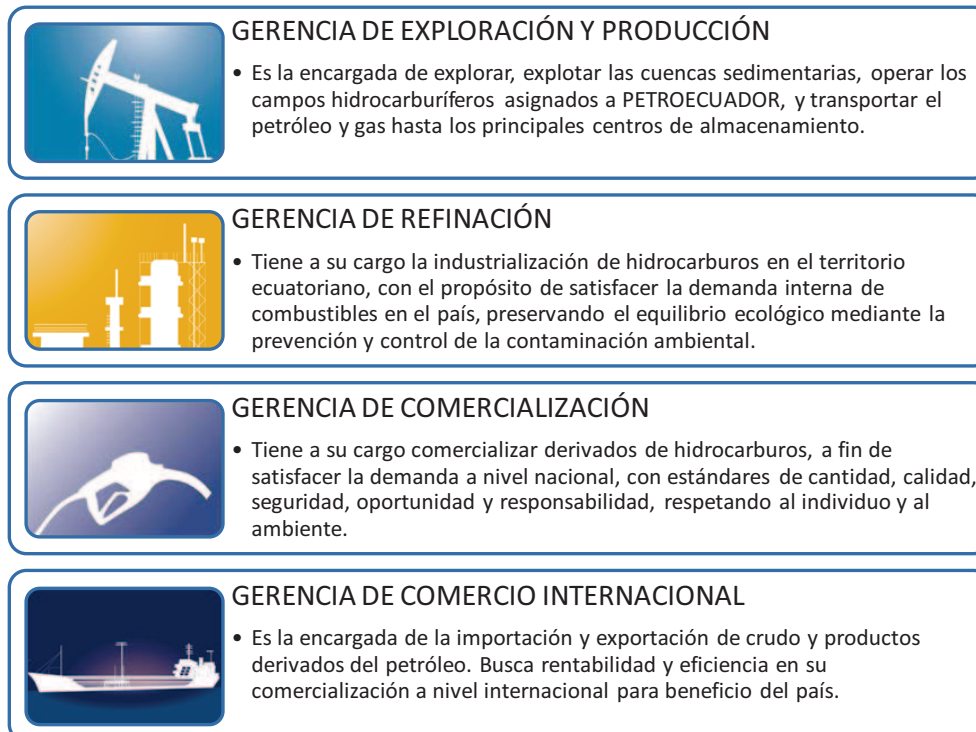 GERENCIA DE EXPLORACIÓN Y PRODUCCIÓN
• Es la encargada de explorar, explotar las cuencas sedimentarias, operar los
campos hidrocarburíferos asignados a PETROECUADOR, y transportar el
petróleo y gas hasta los principales centros de almacenamiento.
GERENCIA DE REFINACIÓN
• Tiene a su cargo la industrialización de hidrocarburos en el territorio
ecuatoriano, con el propósito de satisfacer la demanda interna de
combustibles en el país, preservando el equilibrio ecológico mediante la
prevención y control de la contaminación ambiental.
GERENCIA DE COMERCIALIZACIÓN
• Tiene a su cargo comercializar derivados de hidrocarburos, a fin de
satisfacer la demanda a nivel nacional, con estándares de cantidad, calidad,
seguridad, oportunidad y responsabilidad, respetando al individuo y al
ambiente.
GERENCIA DE COMERCIO INTERNACIONAL
• Es la encargada de la importación y exportación de crudo y productos
derivados del petróleo. Busca rentabilidad y eficiencia en su
comercialización a nivel internacional para beneficio del país.